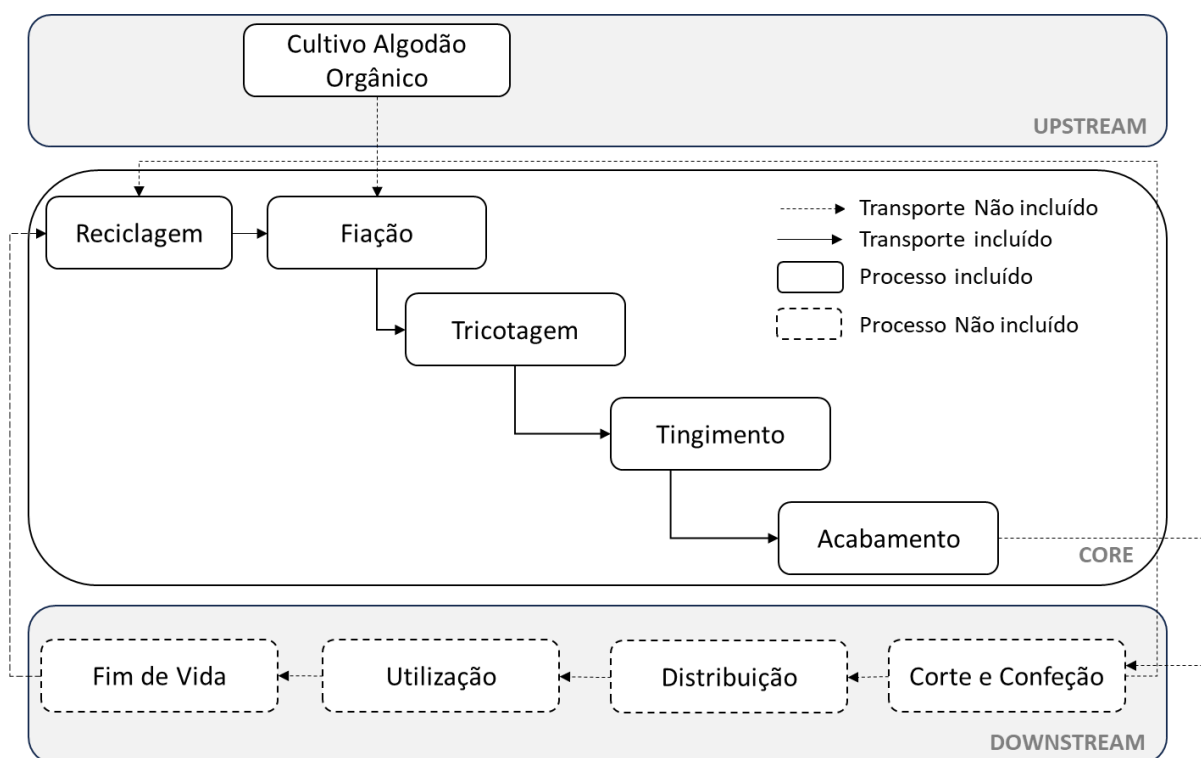 Cultivo Algodão
Orgânico
UPSTREAM
Reciclagem
Fiação
Transporte Não incluído
Transporte incluído
Processo incluído
Processo Não incluído
Tricotagem
Tingimento
Acabamento
CORE
Fim de Vida
Utilização
Distribuição
Corte e Confeção
DOWNSTREAM